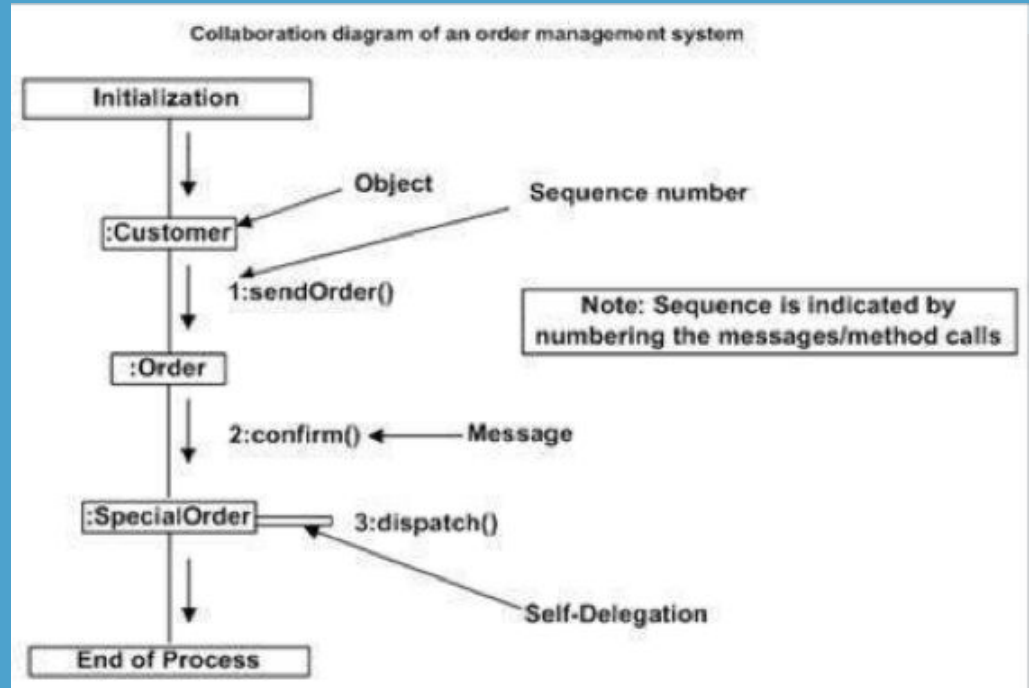 Collaboration diagram of an order management system
Initialization
Object
Sequence number
:Customer
1:sendOrder()
Note: Sequence is indicated by
numbering the messages/method calls
:Order
2:confirm()
Message
:SpecialOrder
3:dispatch()
Self-Delegation
End of Process